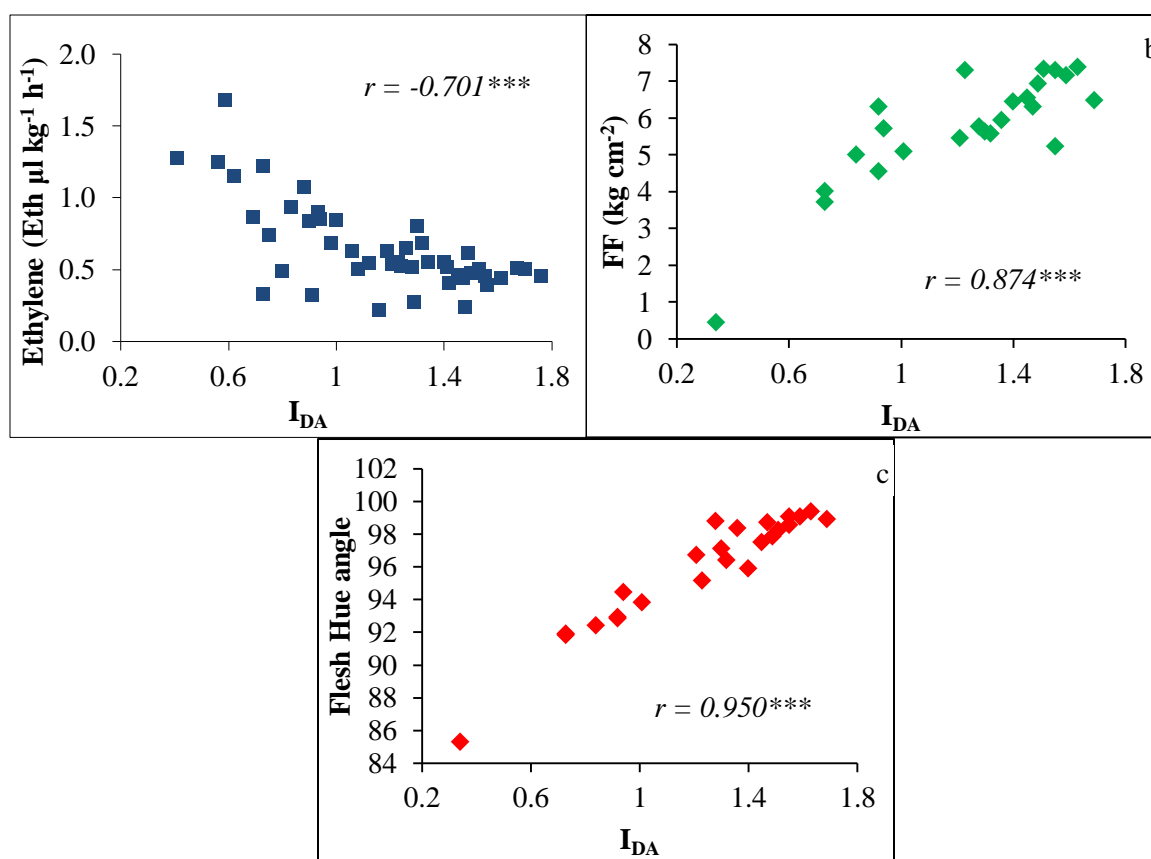 2.0
1.5
1.0
0.5
0.0
0.2 0.6 1 1.4 1.8
Ethylene (Eth µl kg⁻¹ h⁻¹)
I_DA
r = -0.701***
b
8
7
6
5
4
3
2
1
0
0.2 0.6 1 1.4 1.8
FF (kg cm⁻²)
I_DA
r = 0.874***
c
102
100
98
96
94
92
90
88
86
84
0.2 0.6 1 1.4 1.8
Flesh Hue angle
I_DA
r = 0.950***